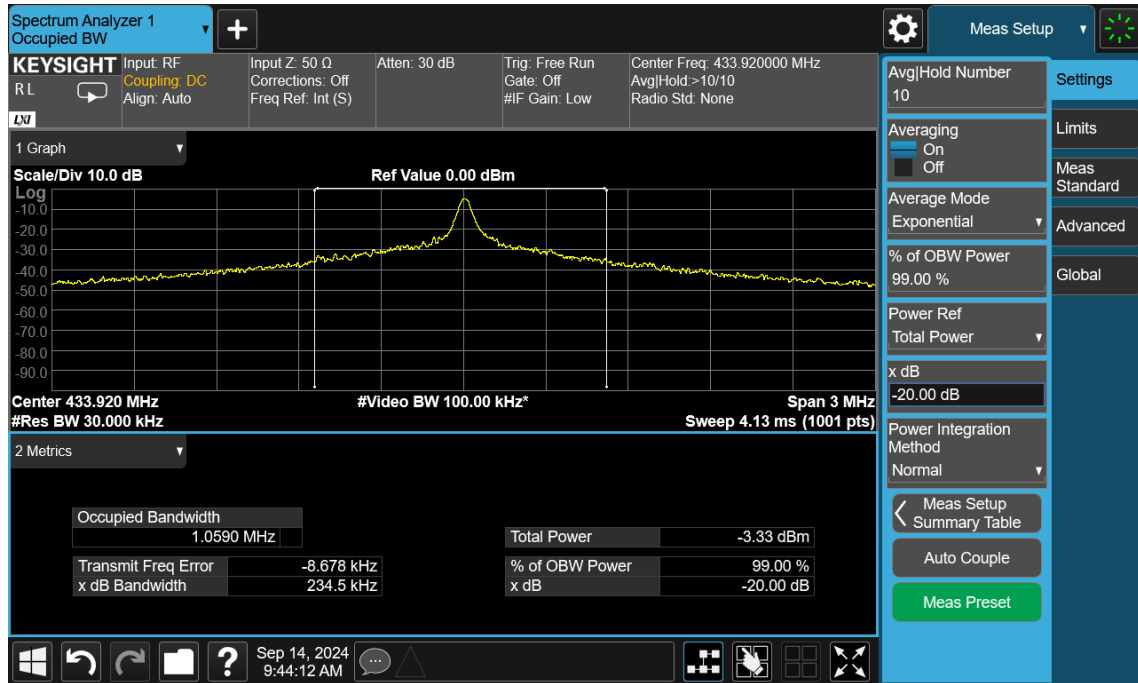 Spectrum Analyzer 1
Occupied BW
Meas Setup
KEYSIGHT
R L
LXI
Input: RF
Coupling: DC
Align: Auto
Input Z: 50 Ω
Corrections: Off
Freq Ref: Int (S)
Atten: 30 dB
Trig: Free Run
Gate: Off
#IF Gain: Low
Center Freq: 433.920000 MHz
Avg|Hold:>10/10
Radio Std: None
1 Graph
Scale/Div 10.0 dB
Ref Value 0.00 dBm
Log
-10.0
-20.0
-30.0
-40.0
-50.0
-60.0
-70.0
-80.0
-90.0
Center 433.920 MHz
#Video BW 100.00 kHz*
Span 3 MHz
#Res BW 30.000 kHz
Sweep 4.13 ms (1001 pts)
2 Metrics
Occupied Bandwidth
1.0590 MHz
Total Power -3.33 dBm
Transmit Freq Error -8.678 kHz
% of OBW Power 99.00 %
x dB Bandwidth 234.5 kHz
x dB -20.00 dB
Avg|Hold Number
10
Averaging
On
Off
Average Mode
Exponential
% of OBW Power
99.00 %
Power Ref
Total Power
x dB
-20.00 dB
Power Integration
Method
Normal
Meas Setup
Summary Table
Auto Couple
Meas Preset
Settings
Limits
Meas
Standard
Advanced
Global
?
Sep 14, 2024
9:44:12 AM